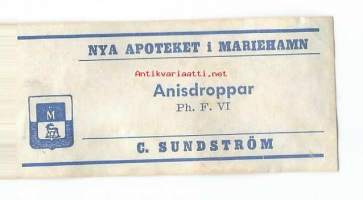 NYA APOTEKET i MARIEHAMN
Antikvariaatti.net
Anisdroppar
Ph. F. VI
M
C. SUNDSTRÖM